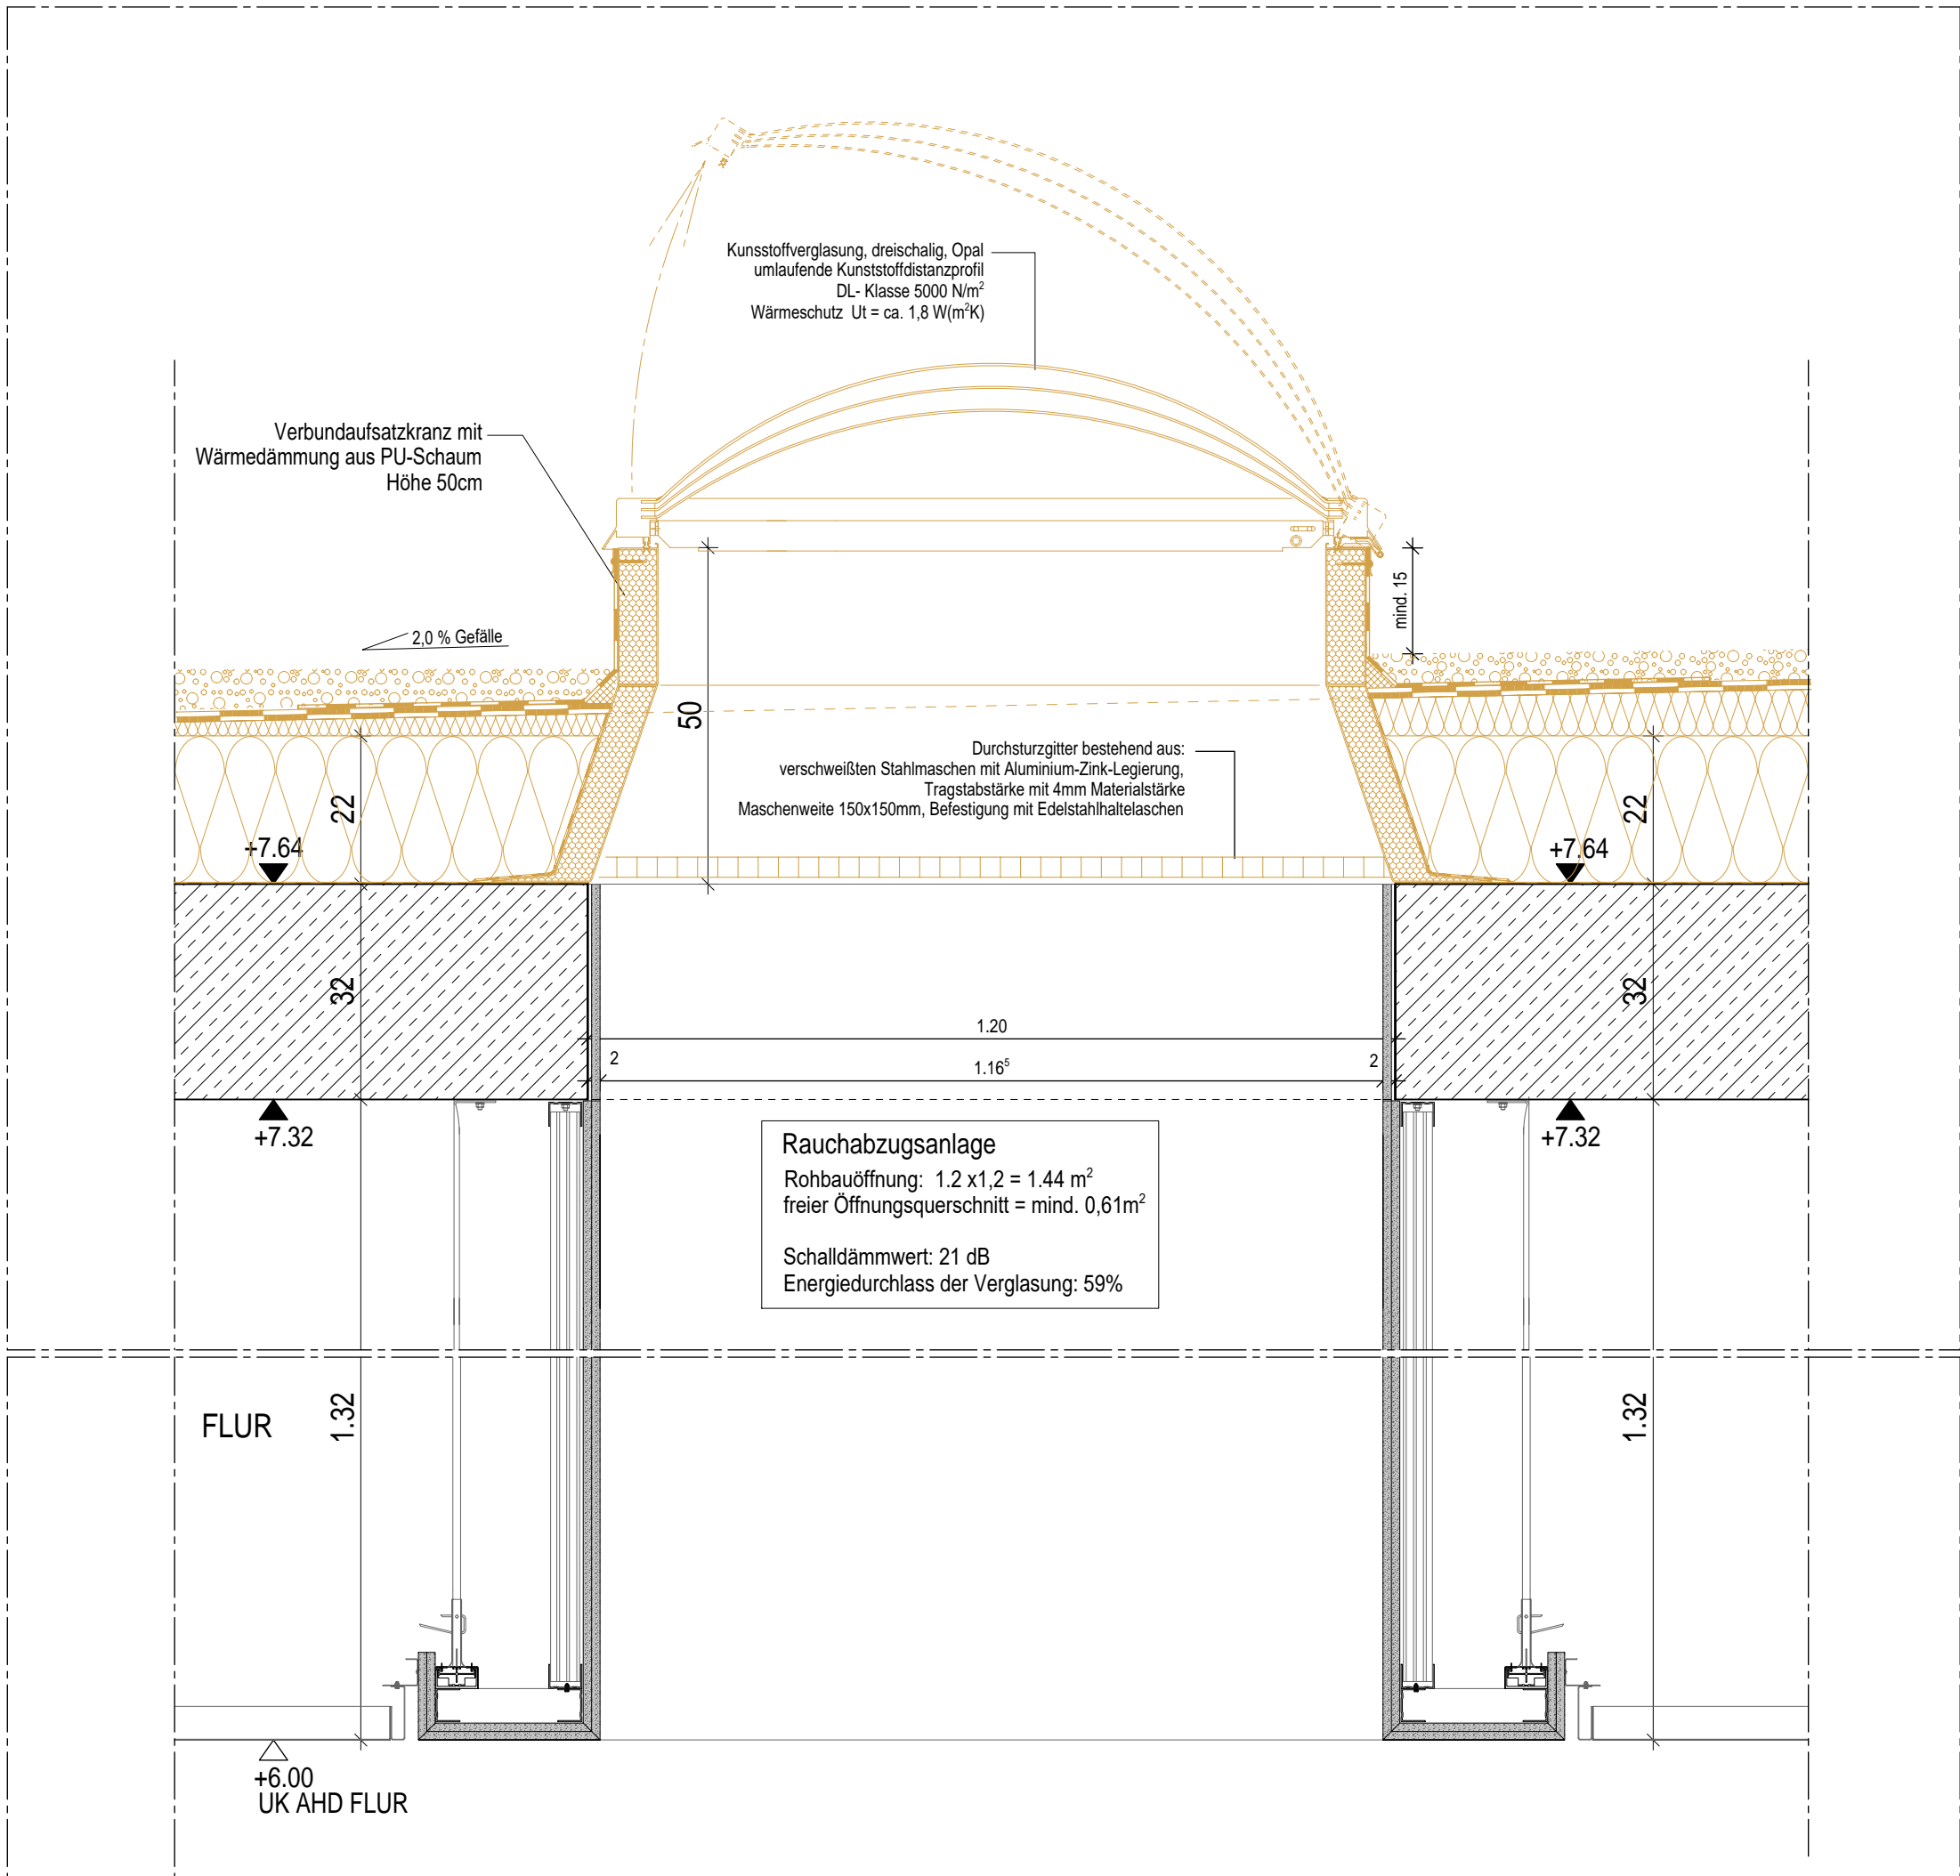 Kunsstoffverglasung, dreischalig, Opal
umlaufende Kunststoffdistanzprofil
DL- Klasse 5000 N/m²
Wärmeschutz Ut = ca. 1,8 W(m²K)
Verbundaufsatzkranz mit
Wärmedämmung aus PU-Schaum
Höhe 50cm
mind. 15
2,0 % Gefälle
50
Durchsturzgitter bestehend aus:
verschweißten Stahlmaschen mit Aluminium-Zink-Legierung,
Tragstabstärke mit 4mm Materialstärke
Maschenweite 150x150mm, Befestigung mit Edelstahlhaltelaschen
22
22
+7.64
+7.64
32
32
1.20
2
1.16⁵
2
+7.32
+7.32
Rauchabzugsanlage
Rohbauöffnung: 1.2 x1,2 = 1.44 m²
freier Öffnungsquerschnitt = mind. 0,61m²
Schalldämmwert: 21 dB
Energiedurchlass der Verglasung: 59%
FLUR
1.32
1.32
+6.00
UK AHD FLUR